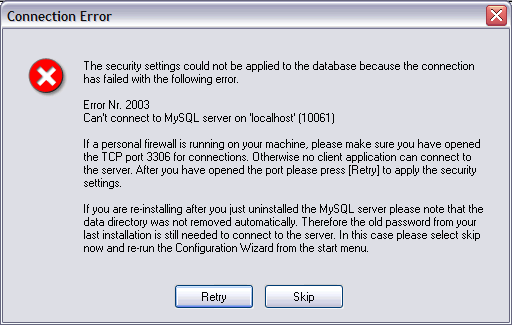 Connection Error
The security settings could not be applied to the database because the connection
has failed with the following error.
Error Nr. 2003
Can't connect to MySQL server on 'localhost' (10061)
If a personal firewall is running on your machine, please make sure you have opened
the TCP port 3306 for connections. Otherwise no client application can connect to
the server. After you have opened the port please press [Retry] to apply the security
settings.
If you are re-installing after you just uninstalled the MySQL server please note that the
data directory was not removed automatically. Therefore the old password from your
last installation is still needed to connect to the server. In this case please select skip
now and re-run the Configuration Wizard from the start menu.
Retry
Skip